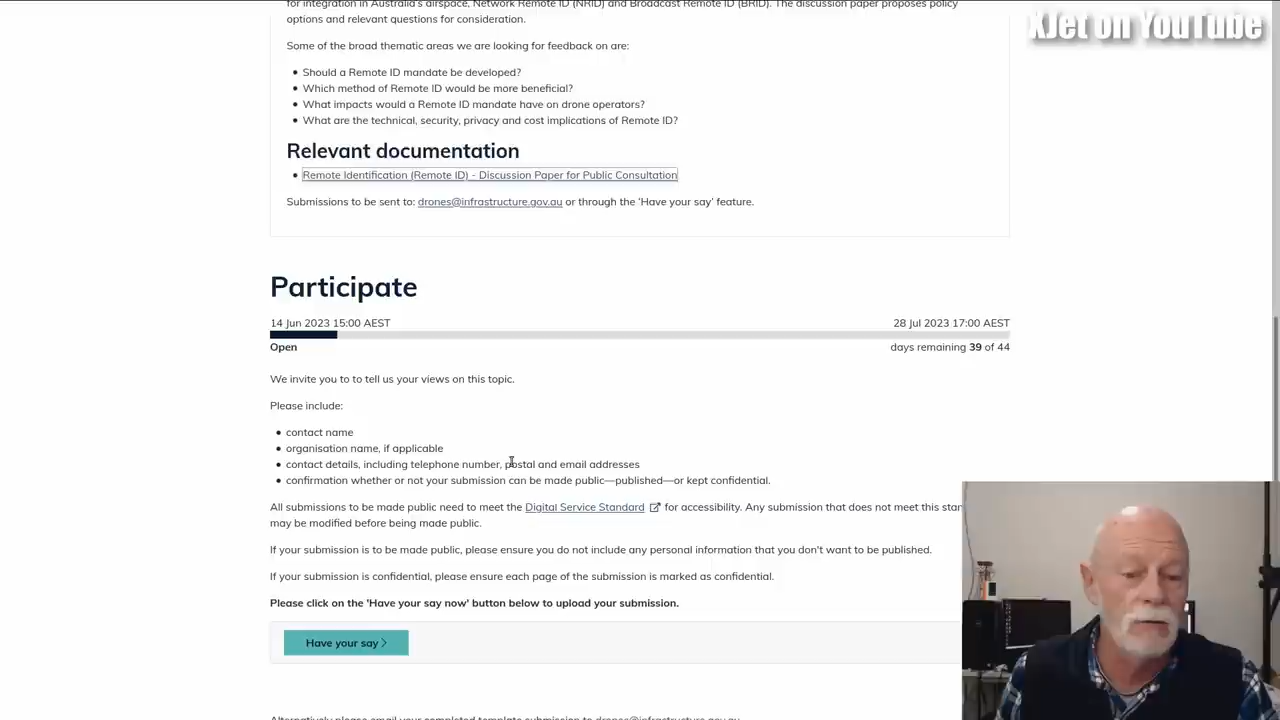 for integration in Australia's airspace, Network Remote ID (NRID) and Broadcast Remote ID (BRID). The discussion paper proposes policy
XJet on YouTube
options and relevant questions for consideration.
Some of the broad thematic areas we are looking for feedback on are:
• Should a Remote ID mandate be developed?
• Which method of Remote ID would be more beneficial?
• What impacts would a Remote ID mandate have on drone operators?
• What are the technical, security, privacy and cost implications of Remote ID?
Relevant documentation
• Remote Identification (Remote ID) - Discussion Paper for Public Consultation
Submissions to be sent to: drones@infrastructure.gov.au or through the 'Have your say' feature.
Participate
14 Jun 2023 15:00 AEST
28 Jul 2023 17:00 AEST
Open
days remaining 39 of 44
We invite you to to tell us your views on this topic.
Please include:
• contact name
• organisation name, if applicable
• contact details, including telephone number, postal and email addresses
• confirmation whether or not your submission can be made public—published—or kept confidential.
All submissions to be made public need to meet the Digital Service Standard for accessibility. Any submission that does not meet this
may be modified before being made public.
If your submission is to be made public, please ensure you do not include any personal information that you don't want to be published.
If your submission is confidential, please ensure each page of the submission is marked as confidential.
Please click on the 'Have your say now' button below to upload your submission.
Have your say >
Alternatively please email your completed template submission to drones@infrastructure.gov.au